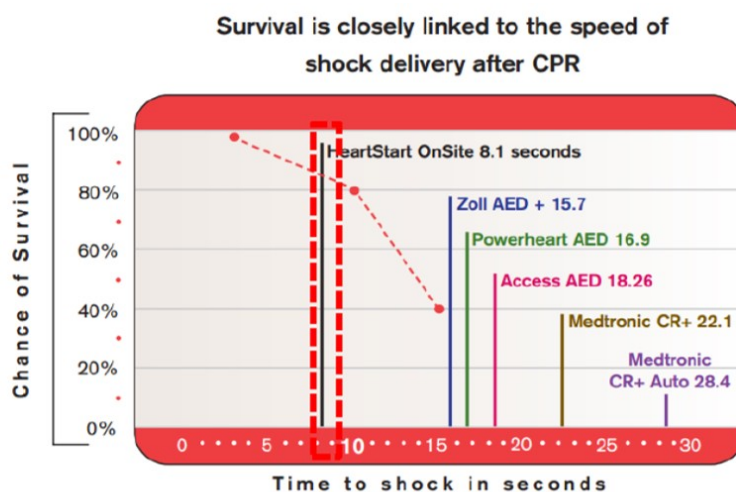 Survival is closely linked to the speed of
shock delivery after CPR
Chance of Survival
100%
80%
60%
40%
20%
0%
HeartStart OnSite 8.1 seconds
Zoll AED + 15.7
Powerheart AED 16.9
Access AED 18.26
Medtronic CR+ 22.1
Medtronic
CR+ Auto 28.4
0 5 10 15 20 25 30
Time to shock in seconds